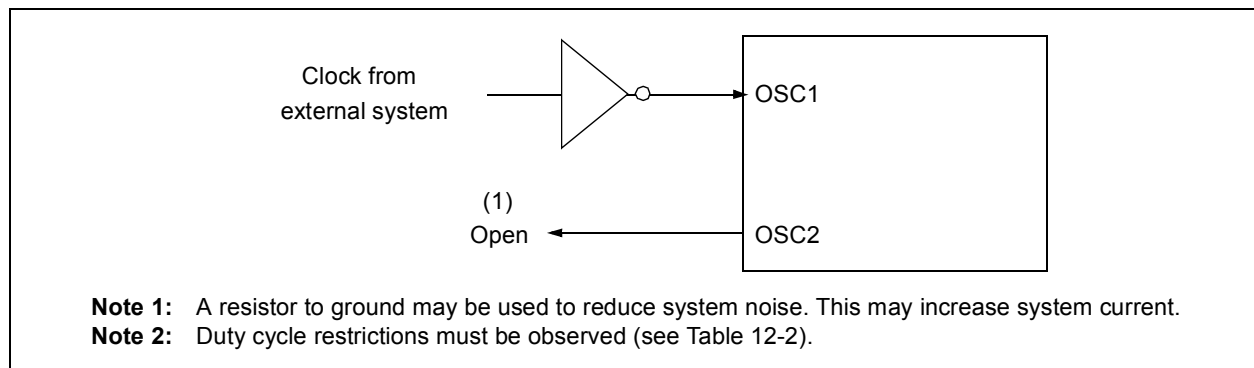 Clock from
external system
OSC1
(1)
Open
OSC2
Note 1: A resistor to ground may be used to reduce system noise. This may increase system current.
Note 2: Duty cycle restrictions must be observed (see Table 12-2).